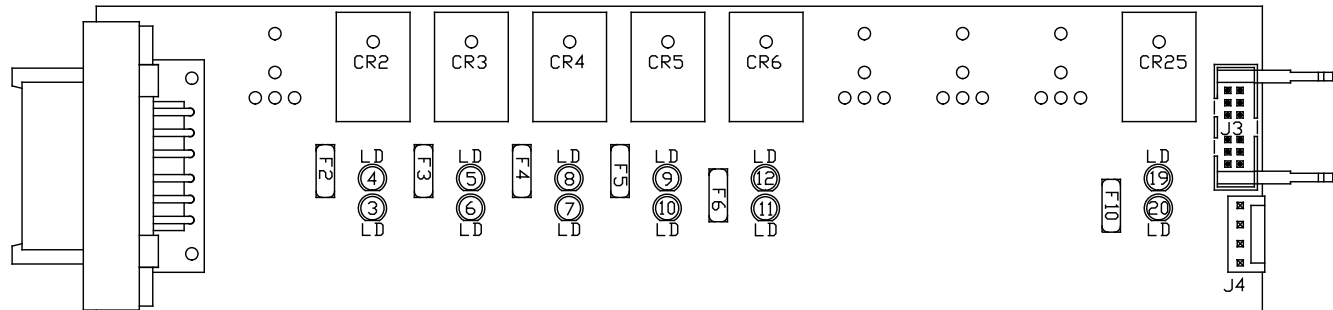 CR2 CR3 CR4 CR5 CR6 CR25
J3
LD LD LD LD LD LD
F2 4 F3 5 F4 8 F5 9 F6 12 F10 19
3 6 7 10 11 20
LD LD LD LD LD LD
J4